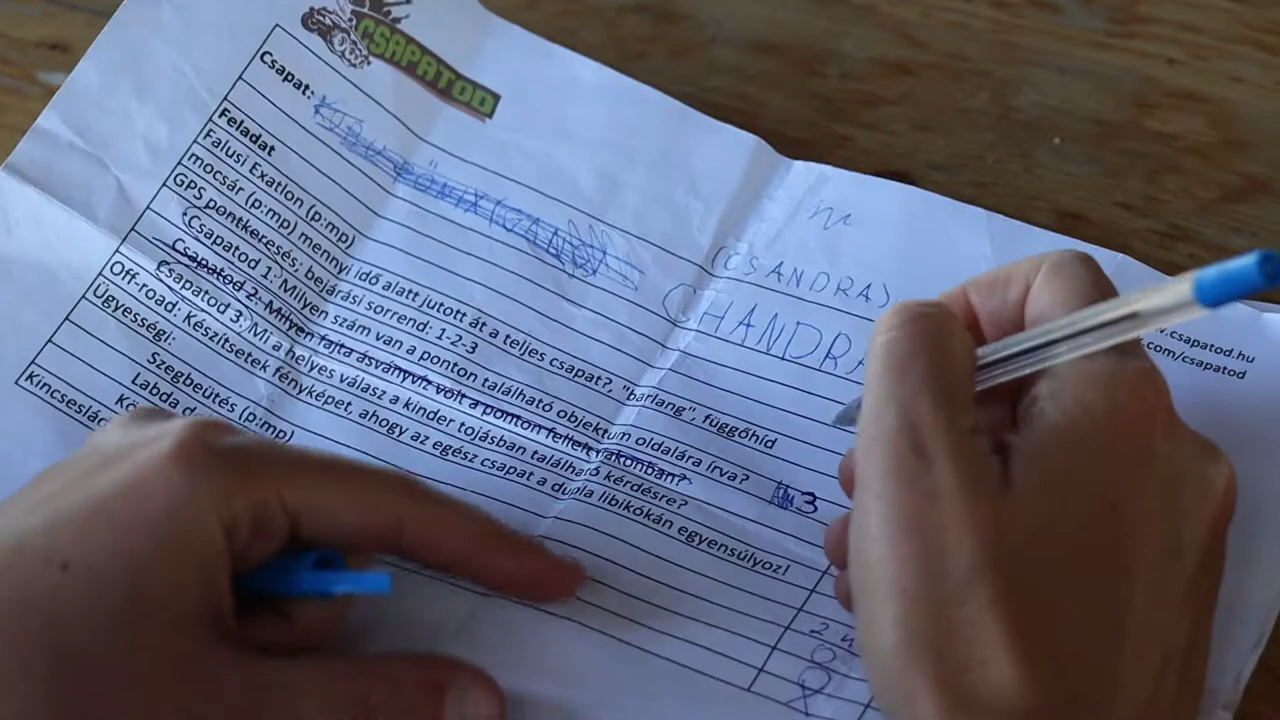 CSAPATOD
Csapat:
(CSANDRA)
CHANDRA
.csapatod.hu
k.com/csapatod
Feladat
Falusi Exatlon (p:mp)
mocsár (p:mp) mennyi idő alatt jutott át a teljes csapat?, "barlang", függőhíd
GPS pontkeresés; bejárási sorrend: 1-2-3
Csapatod 1: Milyen szám van a ponton található objektum oldalára írva? 3
Csapatod 2: Milyen fajta ásványvíz volt a ponton fellelt
Csapatod 3: MI a helyes válasz a kinder tojásban található kérdésre?
Off-road: Készítsetek fényképet, ahogy az egész csapat a dupla libikókán egyensúlyoz!
Ügyességi:
Szegbeütés (p:mp)
Labda
Kincseslác